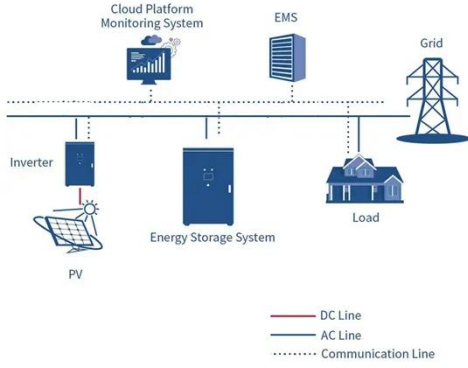 Cloud Platform
Monitoring System
EMS
Grid
Inverter
Energy Storage System
Load
PV
DC Line
AC Line
Communication Line